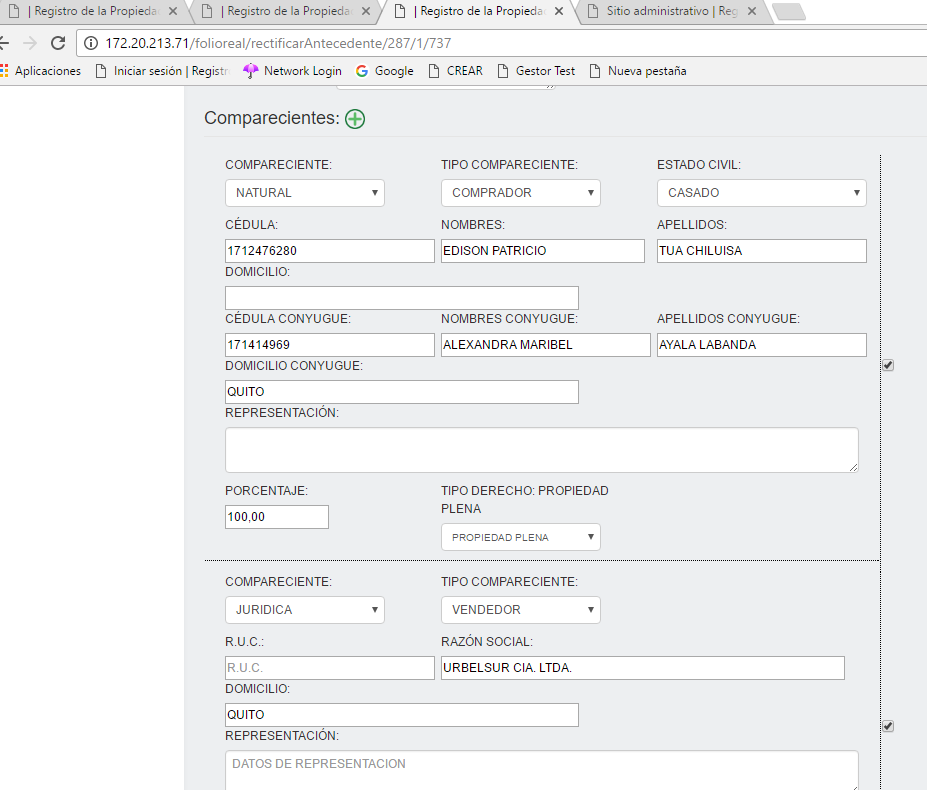 | Registro de la Propieda
| Registro de la Propieda
| Registro de la Propieda
Sitio administrativo | Reg
172.20.213.71/folioreal/rectificarAntecedente/287/1/737
Aplicaciones
Iniciar sesión | Registr
Network Login
Google
CREAR
Gestor Test
Nueva pestaña
Comparecientes:
COMPARECIENTE: TIPO COMPARECIENTE: ESTADO CIVIL:
NATURAL COMPRADOR CASADO
CÉDULA: NOMBRES: APELLIDOS:
1712476280 EDISON PATRICIO TUA CHILUISA
DOMICILIO:
CÉDULA CONYUGUE: NOMBRES CONYUGUE: APELLIDOS CONYUGUE:
171414969 ALEXANDRA MARIBEL AYALA LABANDA
DOMICILIO CONYUGUE:
QUITO
REPRESENTACIÓN:
PORCENTAJE: TIPO DERECHO: PROPIEDAD
PLENA
100,00
PROPIEDAD PLENA
COMPARECIENTE: TIPO COMPARECIENTE:
JURIDICA VENDEDOR
R.U.C.: RAZÓN SOCIAL:
R.U.C. URBELSUR CIA. LTDA.
DOMICILIO:
QUITO
REPRESENTACIÓN:
DATOS DE REPRESENTACION